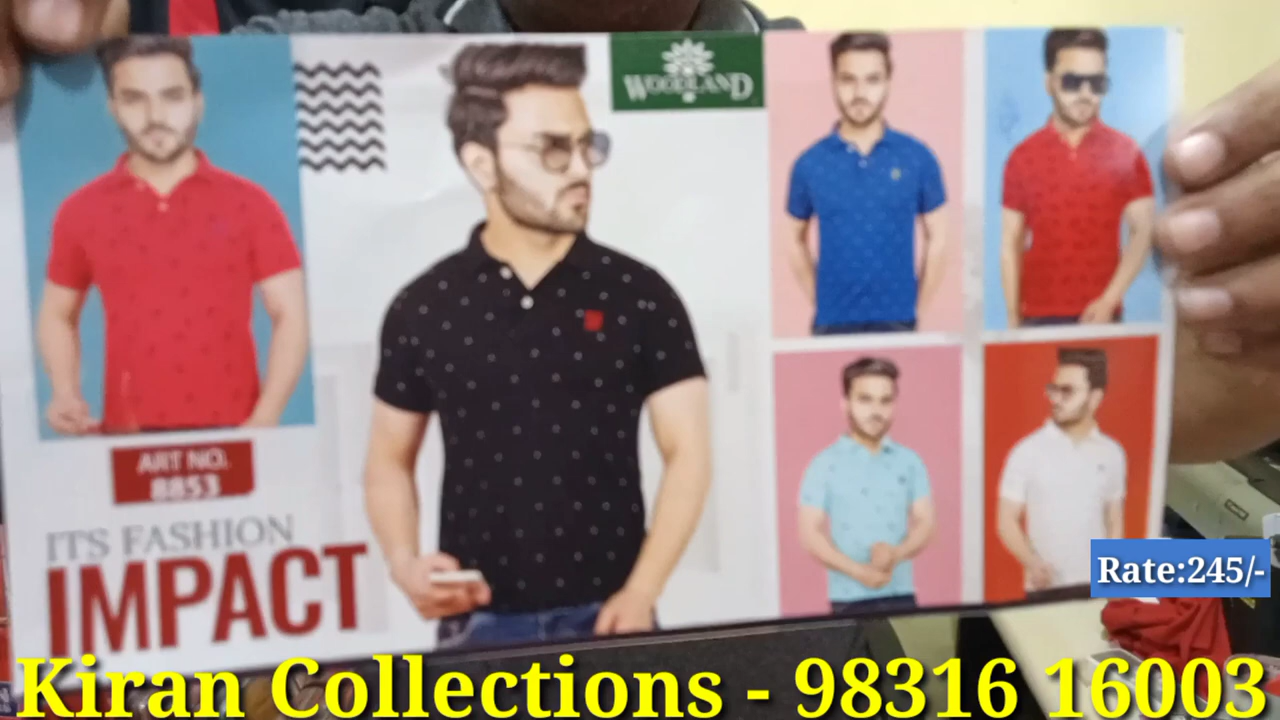 WOODLAND
ART NO.
8853
ITS FASHION
IMPACT
Rate:245/-
Kiran Collections - 98316 16003